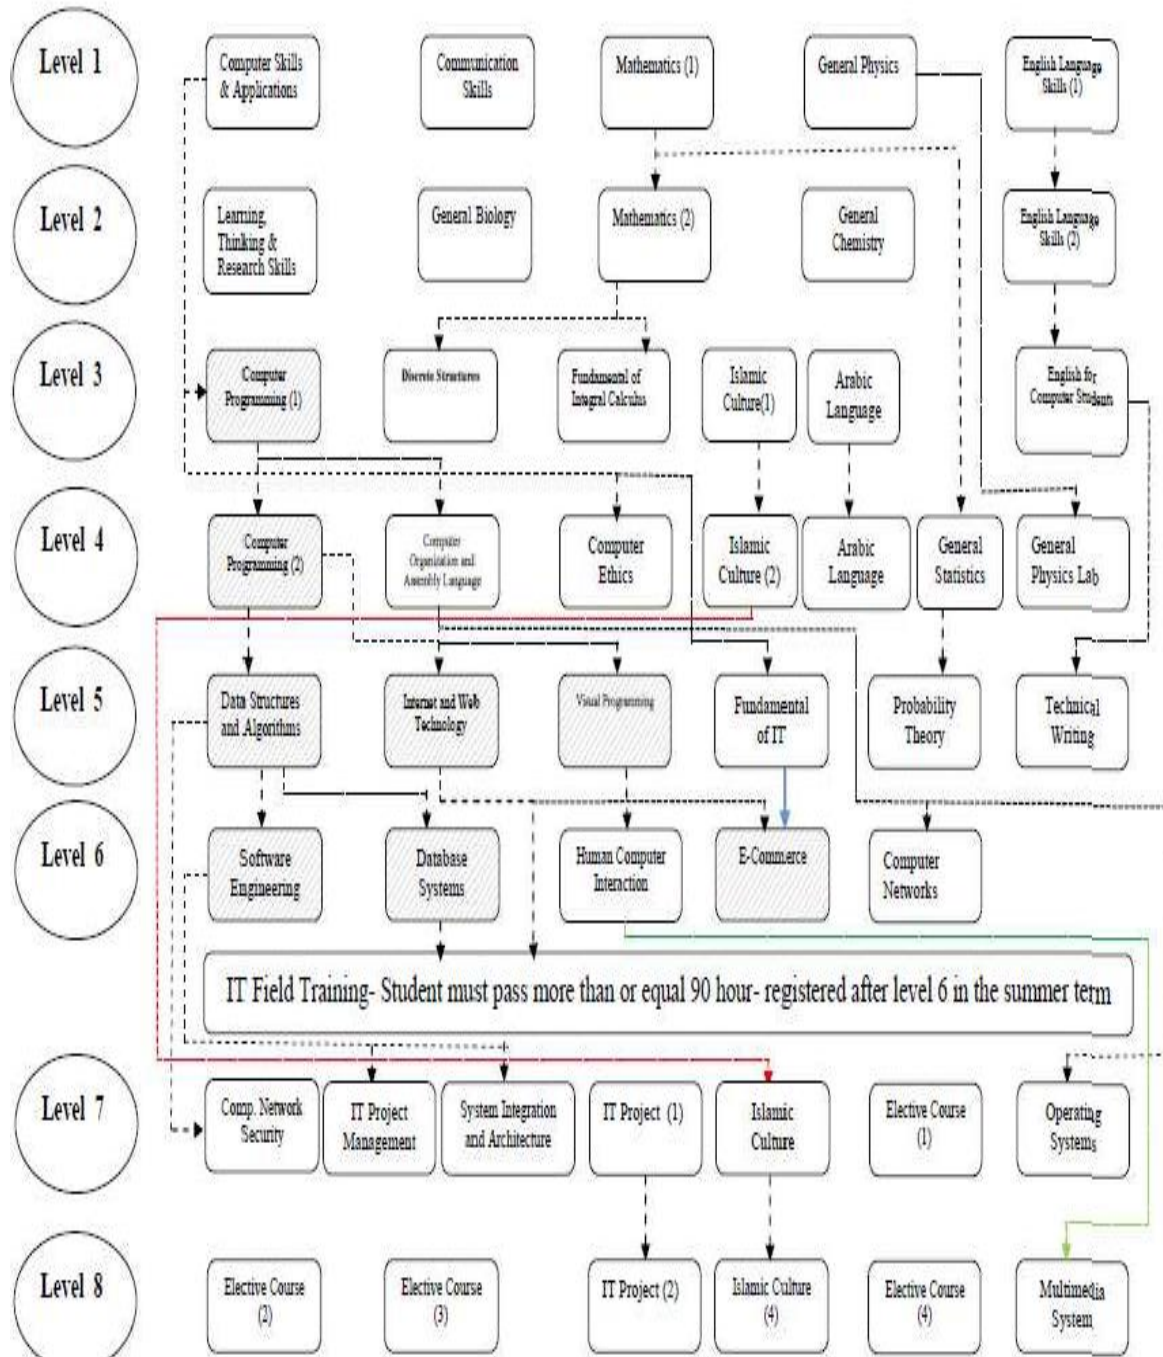 Level 1
Computer Skills
& Applications
Communication
Skills
Mathematics (1)
General Physics
English Language
Skills (1)
Level 2
Learning,
Thinking &
Research Skills
General Biology
Mathematics (2)
General
Chemistry
English Language
Skills (2)
Level 3
Computer
Programming (1)
Discrete Structures
Fundamental of
Integral Calculus
Islamic
Culture(1)
Arabic
Language
English for
Computer Students
Level 4
Computer
Programming (2)
Computer
Organization and
Assembly Language
Computer
Ethics
Islamic
Culture (2)
Arabic
Language
General
Statistics
General
Physics Lab
Level 5
Data Structures
and Algorithms
Internet and Web
Technology
Visual Programming
Fundamental
of IT
Probability
Theory
Technical
Writing
Level 6
Software
Engineering
Database
Systems
Human Computer
Interaction
E-Commerce
Computer
Networks
IT Field Training- Student must pass more than or equal 90 hour- registered after level 6 in the summer term
Level 7
Comp. Network
Security
IT Project
Management
System Integration
and Architecture
IT Project (1)
Islamic
Culture
Elective Course
(1)
Operating
Systems
Level 8
Elective Course
(2)
Elective Course
(3)
IT Project (2)
Islamic Culture
(4)
Elective Course
(4)
Multimedia
System